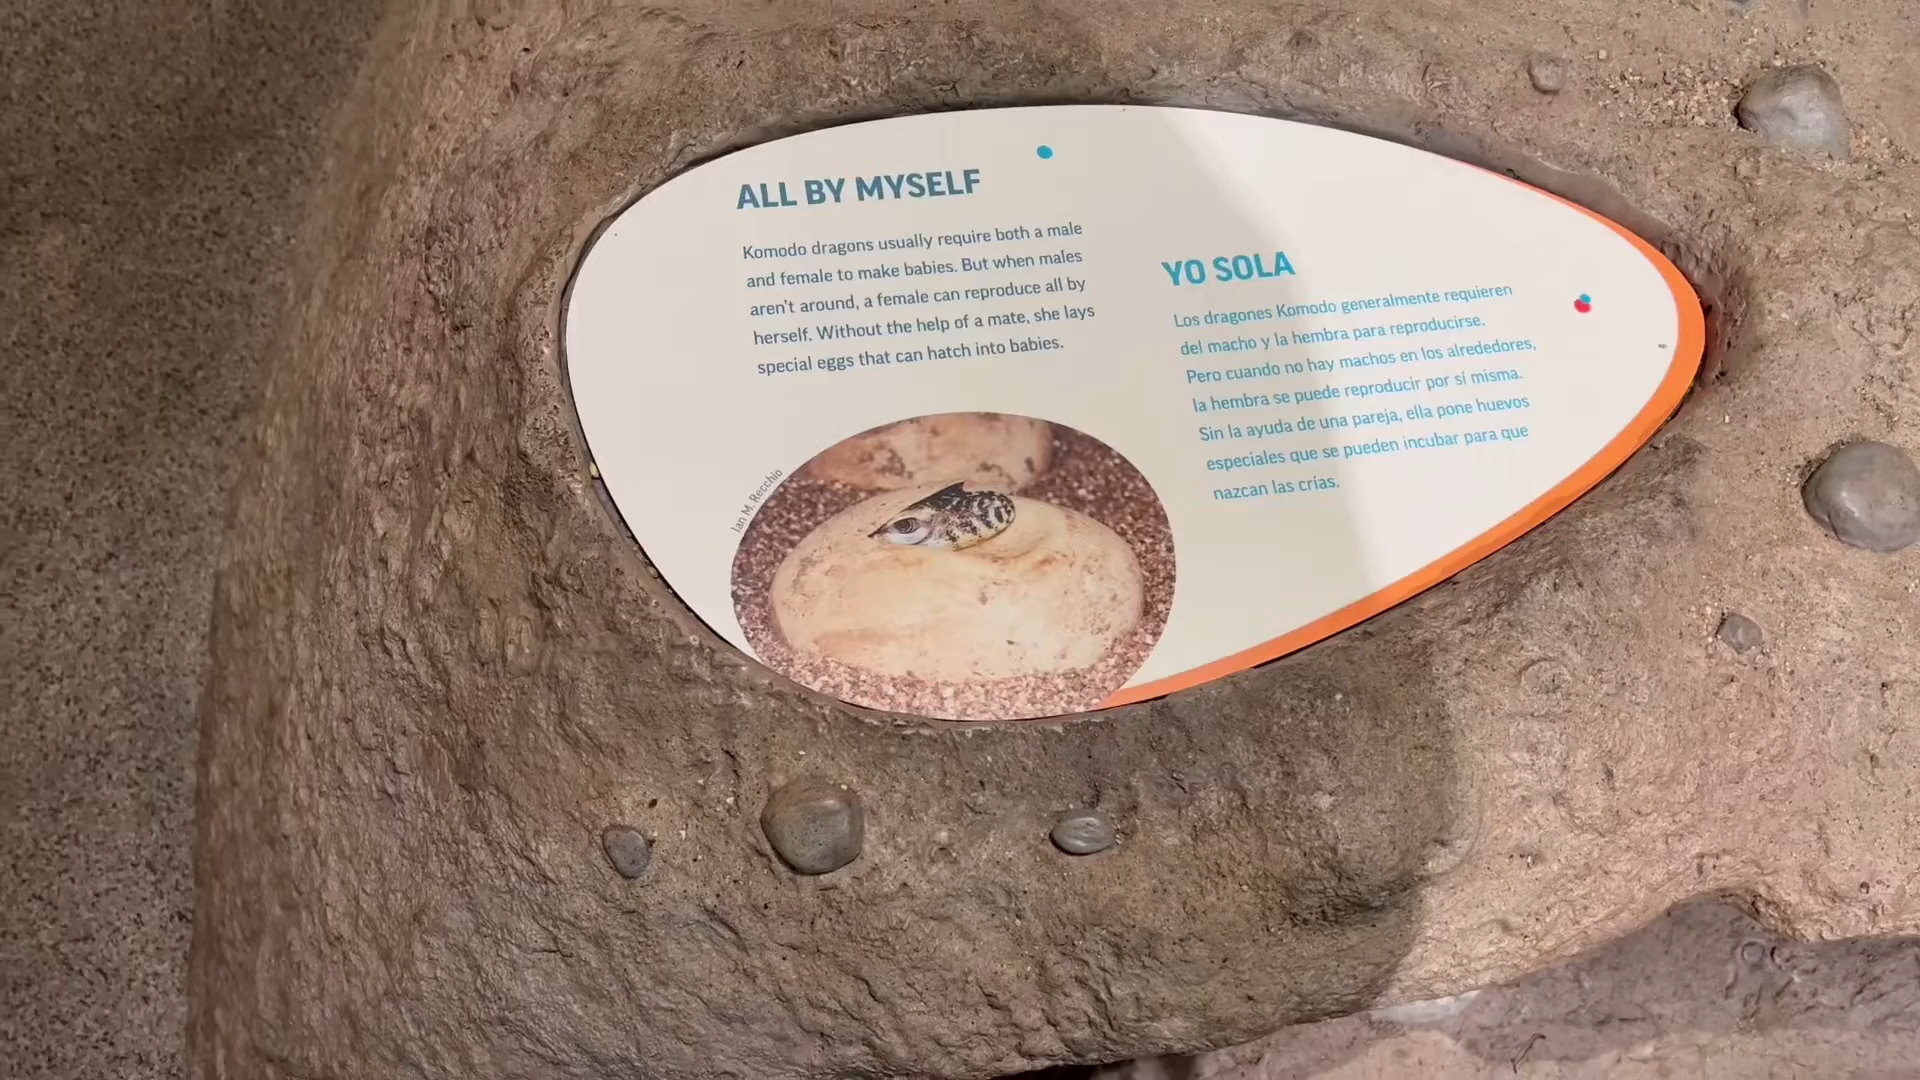 ALL BY MYSELF
Komodo dragons usually require both a male
and female to make babies. But when males
aren't around, a female can reproduce all by
herself. Without the help of a mate, she lays
special eggs that can hatch into babies.
Ian M. Recchio
YO SOLA
Los dragones Komodo generalmente requieren
del macho y la hembra para reproducirse.
Pero cuando no hay machos en los alrededores,
la hembra se puede reproducir por sí misma.
Sin la ayuda de una pareja, ella pone huevos
especiales que se pueden incubar para que
nazcan las crías.